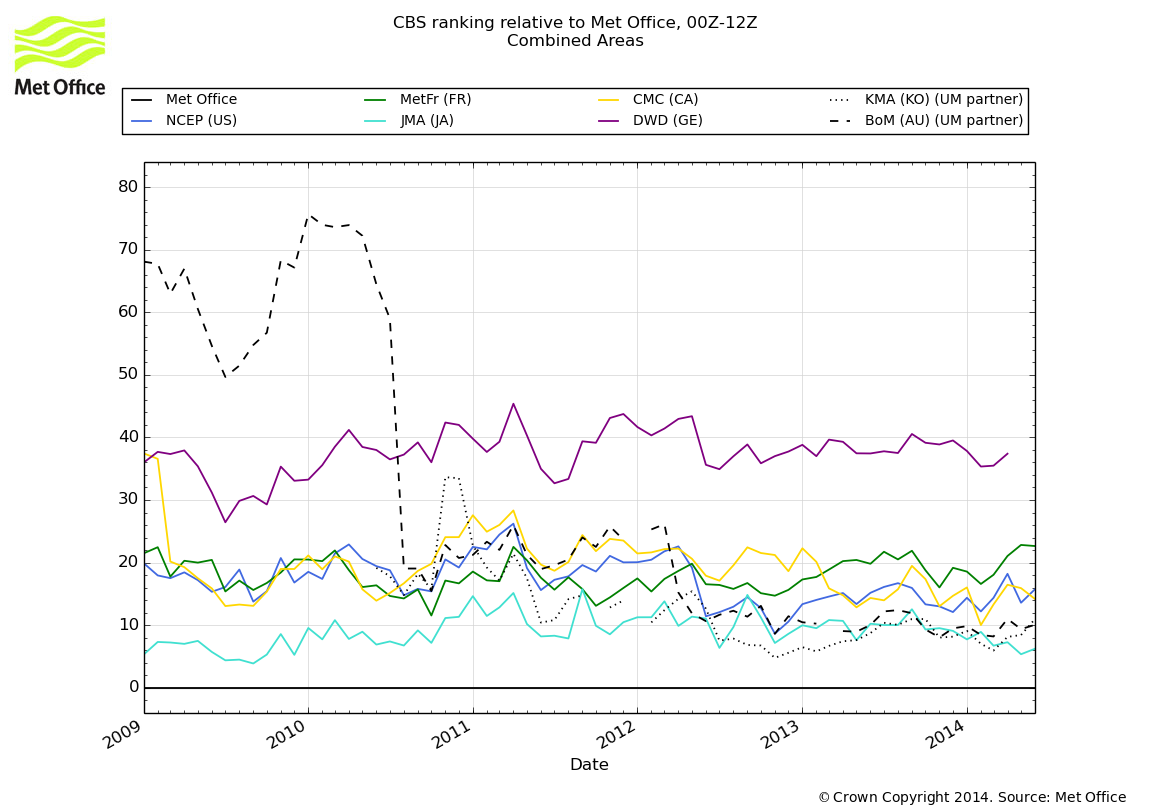 CBS ranking relative to Met Office, 00Z-12Z
Combined Areas
Met Office
Met Office
MetFr (FR)
CMC (CA)
KMA (KO) (UM partner)
NCEP (US)
JMA (JA)
DWD (GE)
BoM (AU) (UM partner)
80
70
60
50
40
30
20
10
0
2009
2010
2011
2012
2013
2014
Date
© Crown Copyright 2014. Source: Met Office